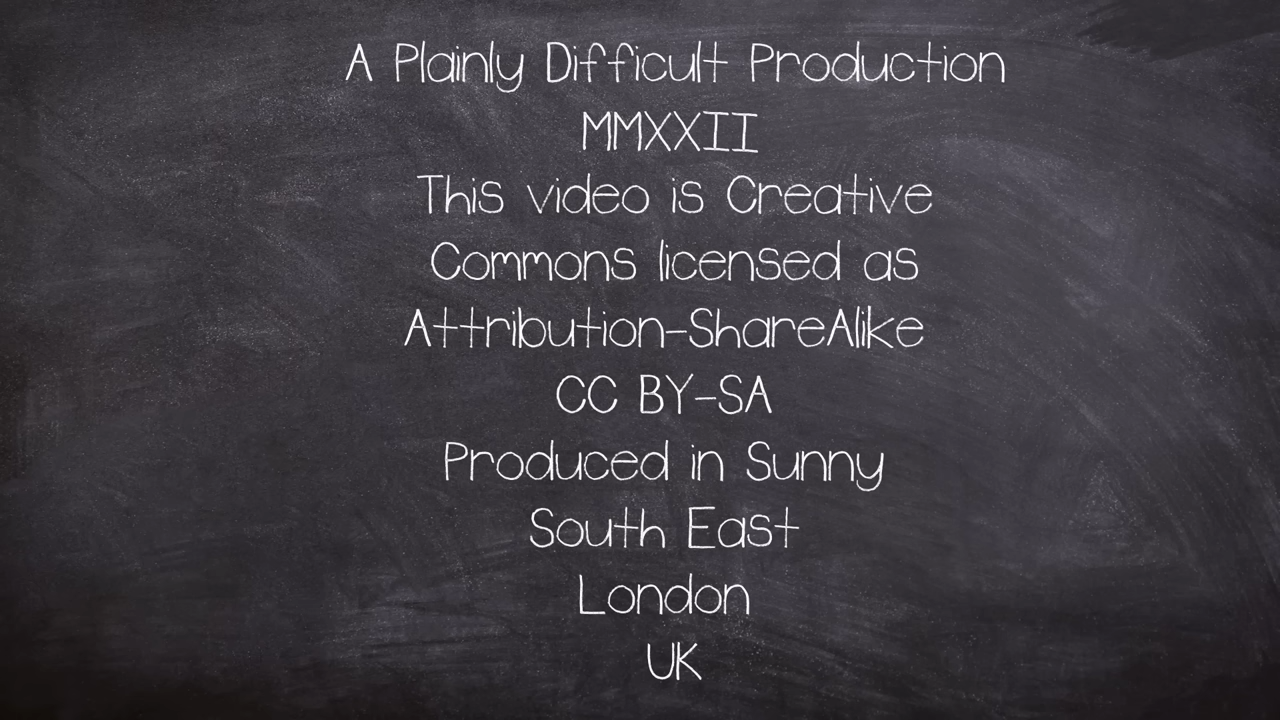 A Plainly Difficult Production
MMXXII
This video is Creative
Commons licensed as
Attribution-ShareAlike
CC BY-SA
Produced in Sunny
South East
London
UK